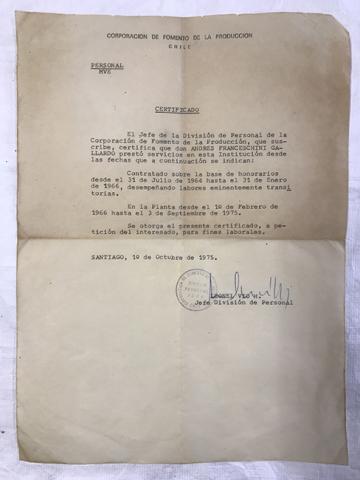 CORPORACION DE FOMENTO DE LA PRODUCCION
CHILE
PERSONAL
MVE
CERTIFICADO
El Jefe de la División de Personal de la
Corporación de Fomento de la Producción, que sus-
cribe, certifica que don ANDRES FRANCESCHINI GA-
LLARDO prestó servicios en esta Institución desde
las fechas que a continuación se indican:
Contratado sobre la base de honorarios
desde el 31 de Julio de 1964 hasta el 31 de Enero
de 1966, desempeñando labores eminentemente transi
torias.
En la Planta desde el 1º de Febrero de
1966 hasta el 3 de Septiembre de 1975.
Se otorga el presente certificado, a pe-
tición del interesado, para fines laborales.
SANTIAGO, 1º de Octubre de 1975.
Jefe División de Personal